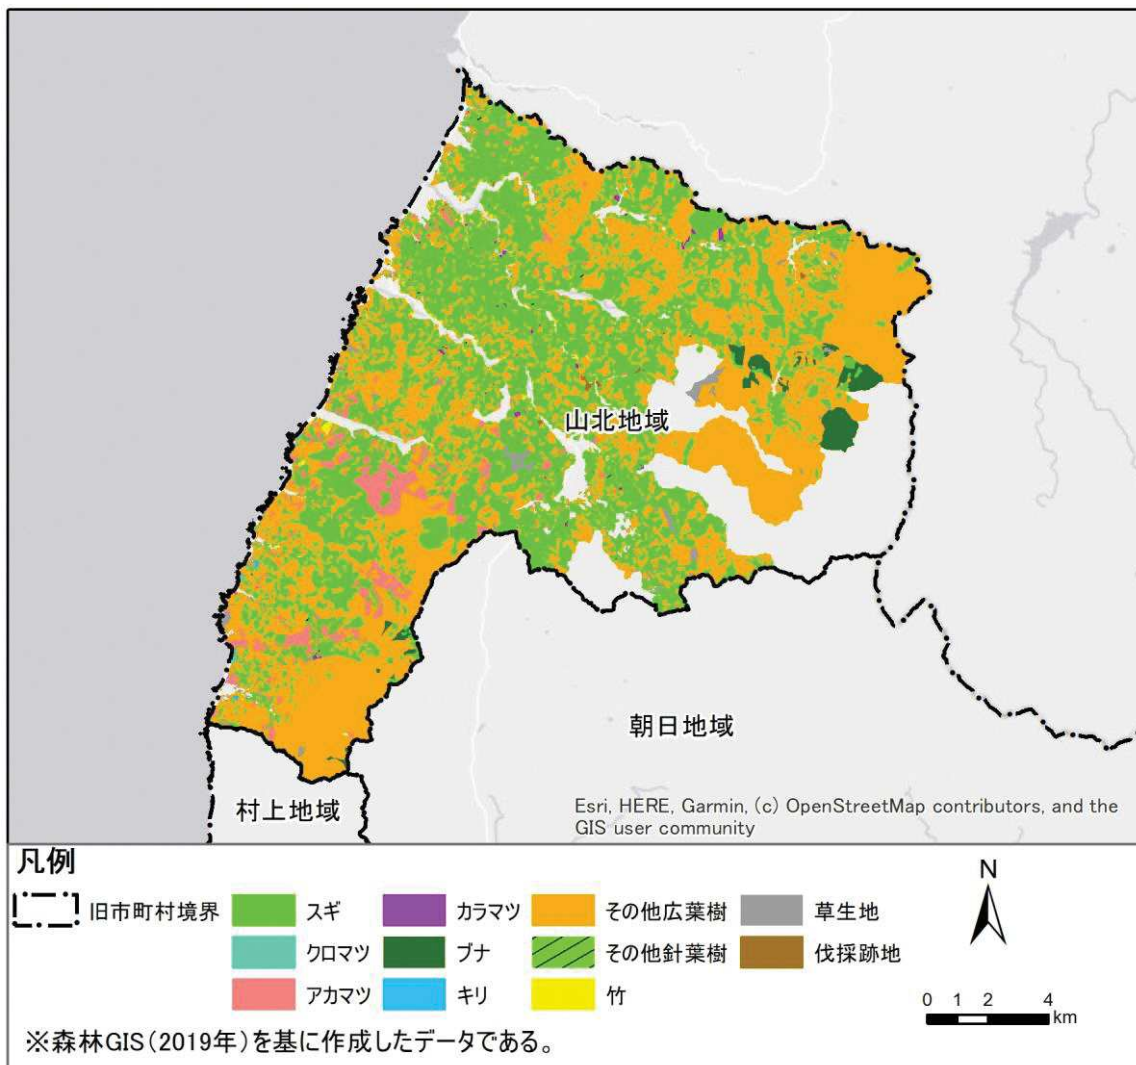 山北地域
朝日地域
村上地域
Esri, HERE, Garmin, (c) OpenStreetMap contributors, and the
GIS user community
凡例
旧市町村境界
スギ
カラマツ
その他広葉樹
草生地
クロマツ
ブナ
その他針葉樹
伐採跡地
アカマツ
キリ
竹
N
0 1 2 4
km
※森林GIS(2019年)を基に作成したデータである。